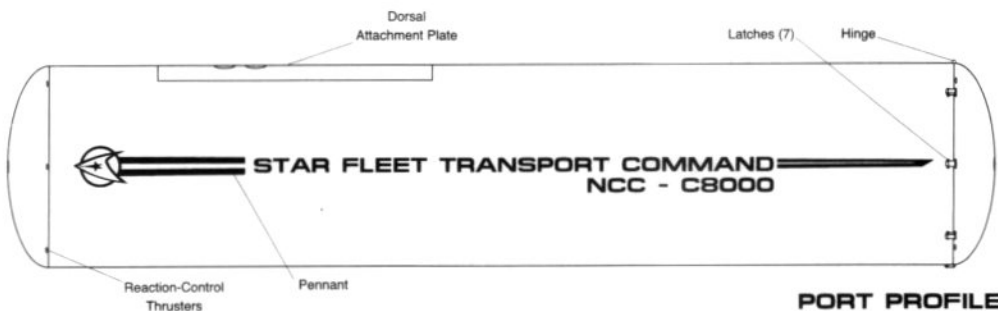 Dorsal
Attachment Plate
Latches (7)
Hinge
STAR FLEET TRANSPORT COMMAND
NCC - C8000
Reaction-Control
Thrusters
Pennant
PORT PROFILE